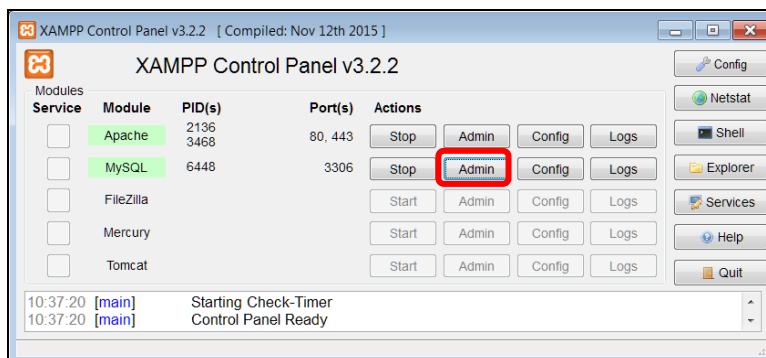 XAMPP Control Panel v3.2.2 [ Compiled: Nov 12th 2015 ]
XAMPP Control Panel v3.2.2
Config
Modules
Netstat
Service Module PID(s) Port(s) Actions
Apache 2136 3468 80, 443 Stop Admin Config Logs
Shell
MySQL 6448 3306 Stop Admin Config Logs
Explorer
FileZilla Start Admin Config Logs
Services
Mercury Start Admin Config Logs
Help
Tomcat Start Admin Config Logs
Quit
10:37:20 [main] Starting Check-Timer
10:37:20 [main] Control Panel Ready